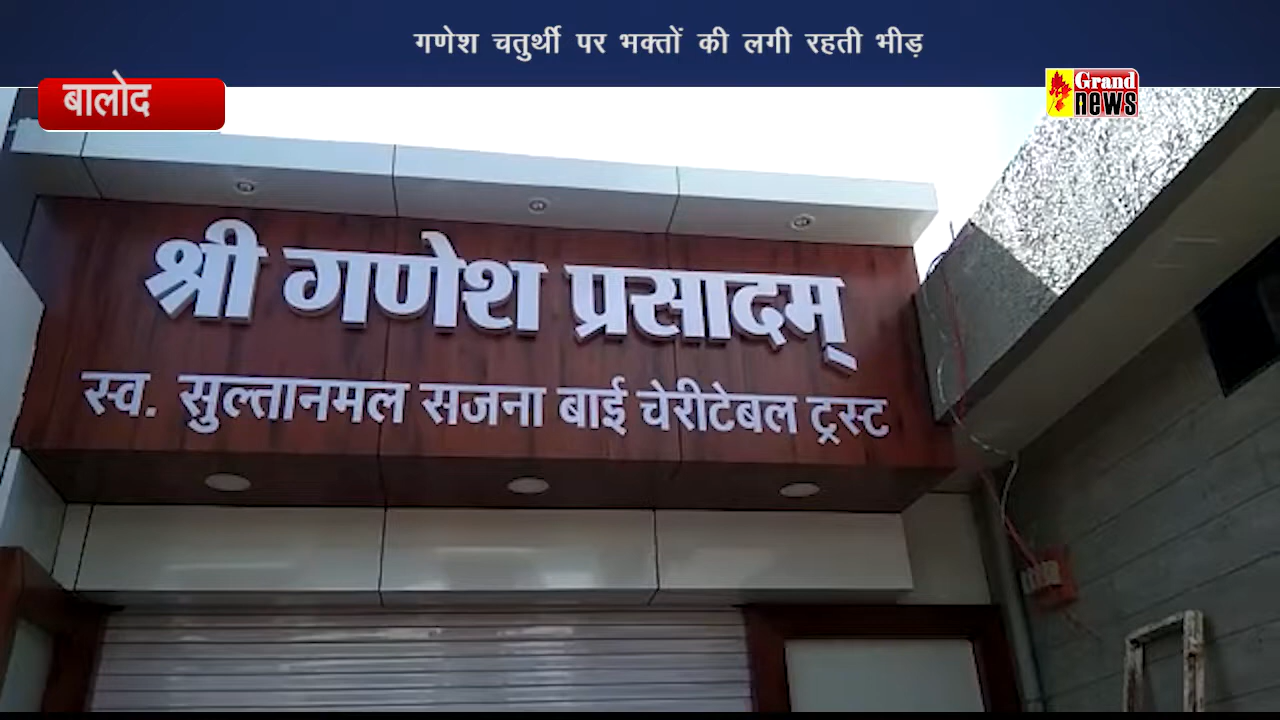 गणेश चतुर्थी पर भक्तों की लगी रहती भीड़
बालोद
Grand
news
श्री गणेश प्रसादम्
स्व. सुल्तानमल सजना बाई चेरीटेबल ट्रस्ट